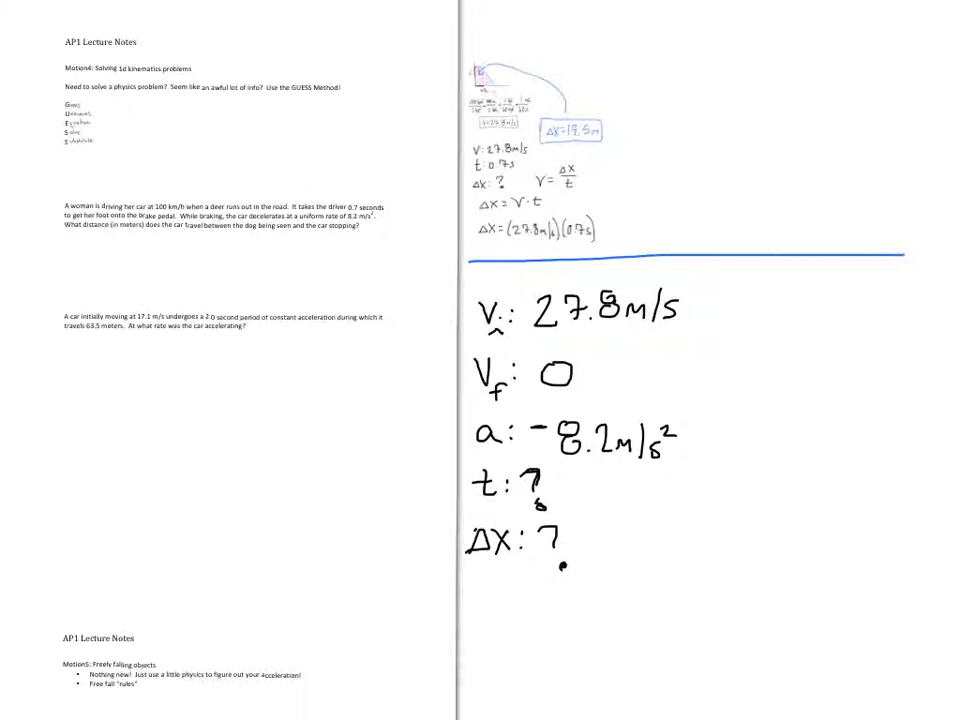 AP1 Lecture Notes
Motion4: Solving 1d kinematics problems
Need to solve a physics problem? Seem like an awful lot of info? Use the GUESS Method!
Givens
Unknowns
Equation
Solve
Substitute
A woman is driving her car at 100 km/h when a deer runs out in the road. It takes the driver 0.7 seconds
to get her foot onto the brake pedal. While braking, the car decelerates at a uniform rate of 8.2 m/s².
What distance (in meters) does the car travel between the dog being seen and the car stopping?
A car initially moving at 17.1 m/s undergoes a 2.0 second period of constant acceleration during which it
travels 63.5 meters. At what rate was the car accelerating?
AP1 Lecture Notes
Motion5: Freely falling objects
• Nothing new! Just use a little physics to figure out your acceleration!
• Free fall "rules"
V=27.8m/s
ΔX=19.5m
V: 27.8m/s
t: 0.7s
ΔX: ? V = ΔX/t
ΔX = V·t
ΔX = (27.8m/s)(0.7s)
Vi: 27.8m/s
Vf: 0
a: -8.2m/s²
t: ?
ΔX: ?